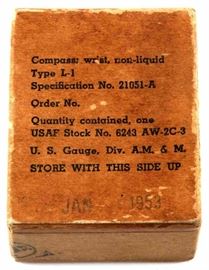 Compass: wrist, non-liquid
Type L-1
Specification No. 21051-A
Order No.
Quantity contained, one
USAF Stock No. 6243 AW-2C-3
U. S. Gauge, Div. A.M. & M.
STORE WITH THIS SIDE UP
JAN 1953